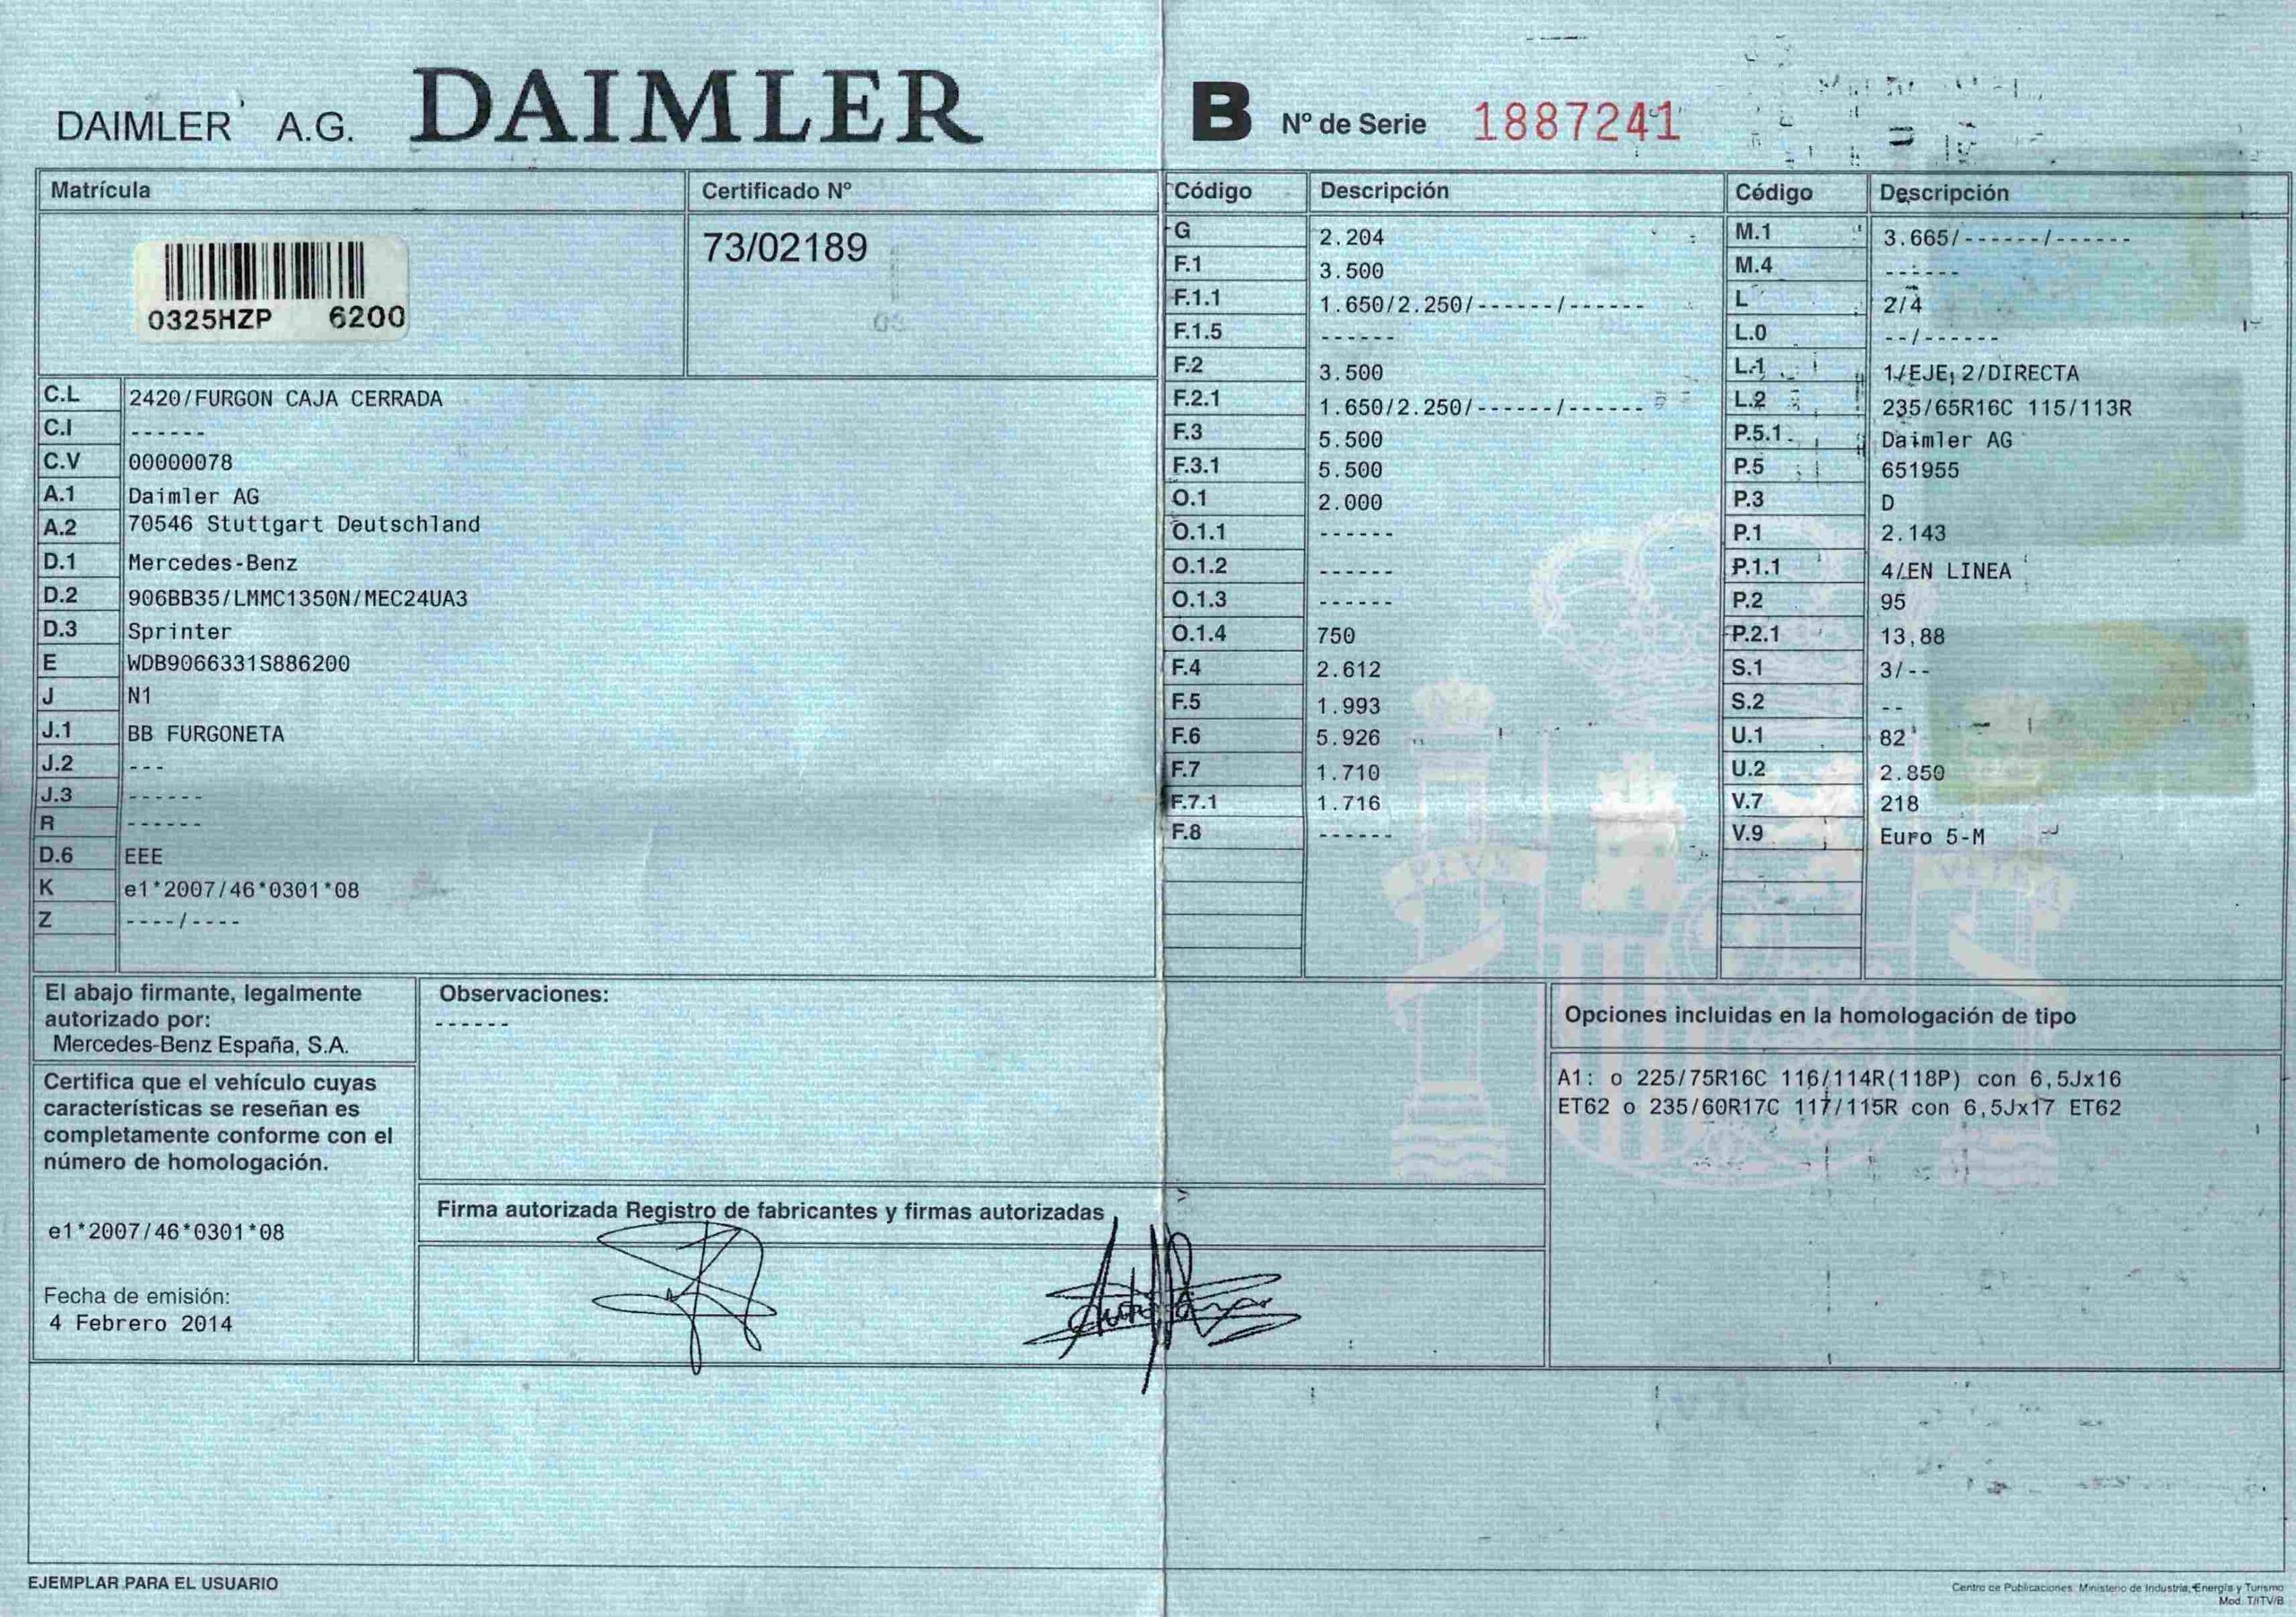 DAIMLER A.G. DAIMLER
B Nº de Serie 1887241
Matrícula
Certificado Nº
0325HZP 6200
73/02189
C.L 2420/FURGON CAJA CERRADA
C.I ------
C.V 00000078
A.1 Daimler AG
A.2 70546 Stuttgart Deutschland
D.1 Mercedes-Benz
D.2 906BB35/LMMC1350N/MEC24UA3
D.3 Sprinter
E WDB9066331S886200
J N1
J.1 BB FURGONETA
J.2 ---
J.3 ------
R ------
D.6 EEE
K e1*2007/46*0301*08
Z ----/----
Código Descripción
G 2.204
F.1 3.500
F.1.1 1.650/2.250/------/------
F.1.5 ------
F.2 3.500
F.2.1 1.650/2.250/------/------
F.3 5.500
F.3.1 5.500
O.1 2.000
O.1.1 ------
O.1.2 ------
O.1.3 ------
O.1.4 750
F.4 2.612
F.5 1.993
F.6 5.926
F.7 1.710
F.7.1 1.716
F.8 ------
Código Descripción
M.1 3.665/------/------
M.4 ------
L 2/4
L.0 --/------
L.1 1/EJE 2/DIRECTA
L.2 235/65R16C 115/113R
P.5.1 Daimler AG
P.5 651955
P.3 D
P.1 2.143
P.1.1 4/EN LINEA
P.2 95
P.2.1 13,88
S.1 3/--
S.2 --
U.1 82
U.2 2.850
V.7 218
V.9 Euro 5-M
El abajo firmante, legalmente
autorizado por:
Mercedes-Benz España, S.A.
Certifica que el vehículo cuyas
características se reseñan es
completamente conforme con el
número de homologación.
e1*2007/46*0301*08
Fecha de emisión:
4 Febrero 2014
Observaciones:
------
Firma autorizada Registro de fabricantes y firmas autorizadas
Opciones incluidas en la homologación de tipo
A1: o 225/75R16C 116/114R(118P) con 6,5Jx16
ET62 o 235/60R17C 117/115R con 6,5Jx17 ET62
EJEMPLAR PARA EL USUARIO
Centro de Publicaciones. Ministerio de Industria, Energía y Turismo
Mod. T/ITV/B